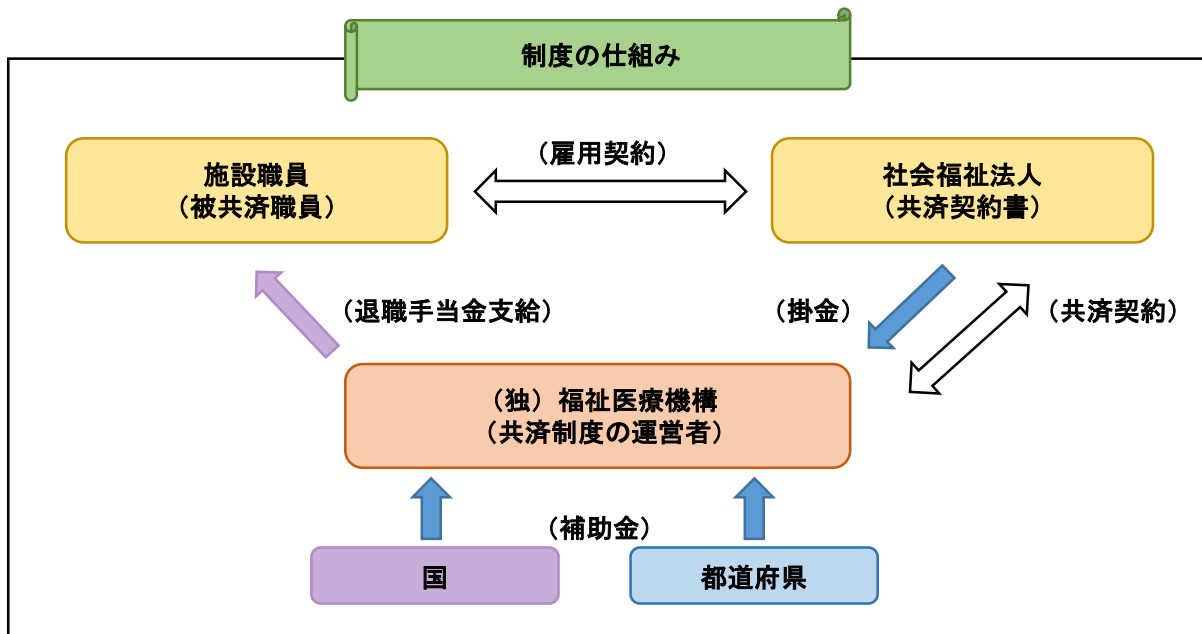 制度の仕組み
施設職員
（被共済職員）
（雇用契約）
社会福祉法人
（共済契約書）
（退職手当金支給）
（掛金）
（共済契約）
（独）福祉医療機構
（共済制度の運営者）
（補助金）
国
都道府県